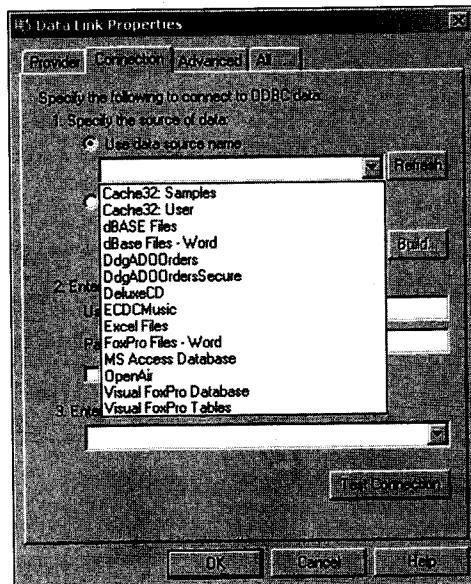 Data Link Properties
Provider Connection Advanced All
Specify the following to connect to ODBC data:
1. Specify the source of data:
Use data source name
Refresh
Cache32: Samples
Cache32: User
dBASE Files
dBase Files - Word
DdgADOOrders
DdgADOOrdersSecure
DeluxeCD
ECDCMusic
Excel Files
FoxPro Files - Word
MS Access Database
OpenAir
Visual FoxPro Database
Visual FoxPro Tables
Build...
2. Ente
Us
Pa
3. Ente
Test Connection
OK Cancel Help